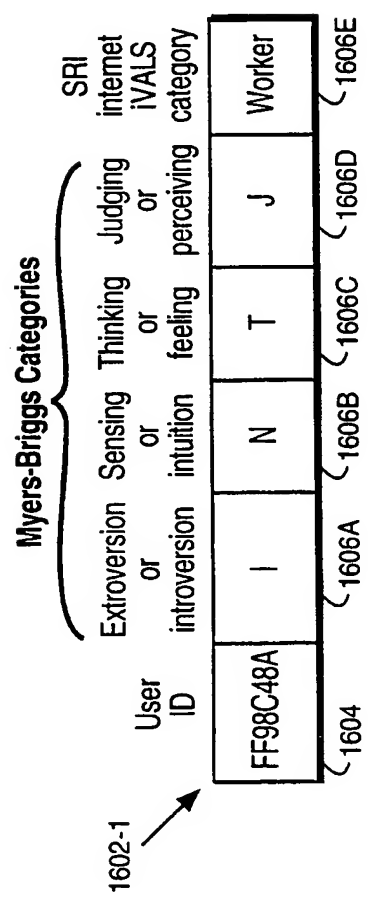 Myers-Briggs Categories
User
ID
Extroversion
or
introversion
Sensing
or
intuition
Thinking
or
feeling
Judging
or
perceiving
SRI
internet
iVALS
category
1602-1
FF98C48A
I
N
T
J
Worker
1604
1606A
1606B
1606C
1606D
1606E